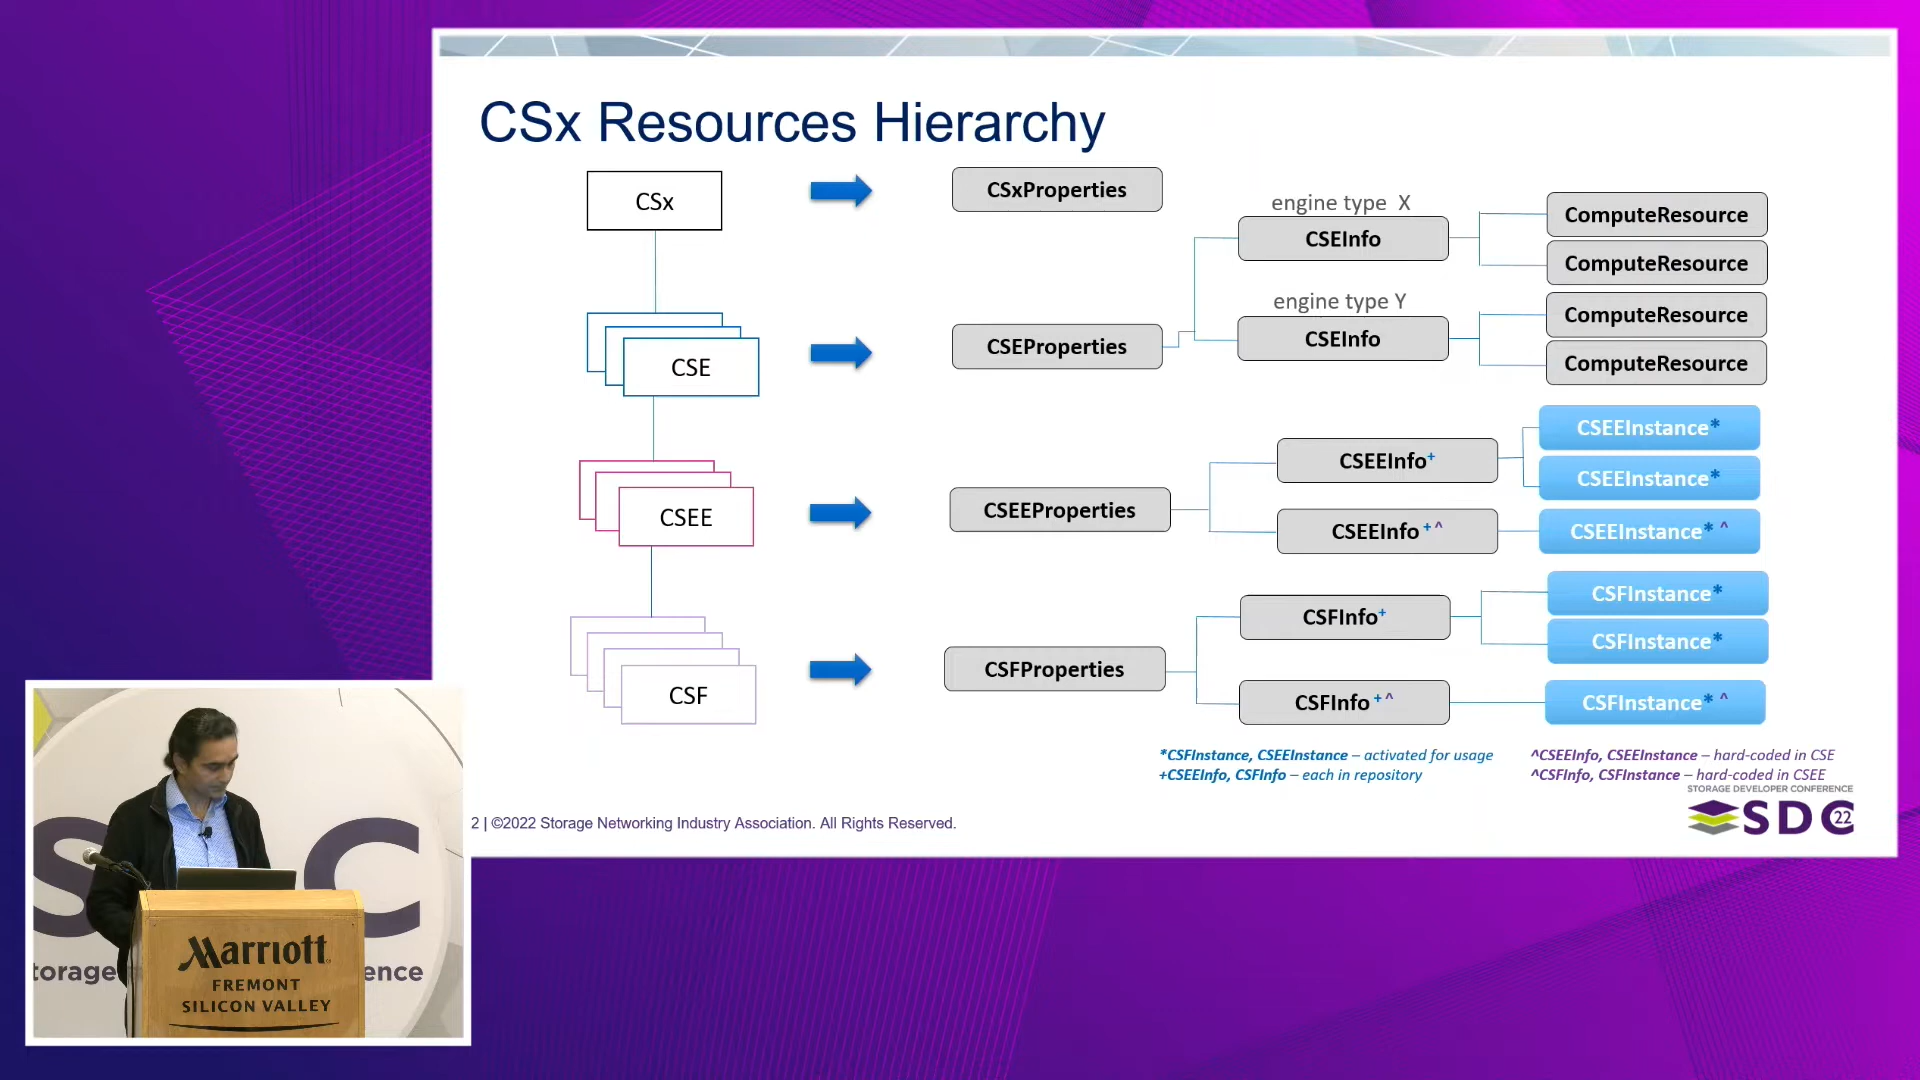 CSx Resources Hierarchy
CSx
CSxProperties
engine type X
CSEInfo
ComputeResource
ComputeResource
CSE
CSEProperties
engine type Y
CSEInfo
ComputeResource
ComputeResource
CSEE
CSEEProperties
CSEEInfo+
CSEEInstance*
CSEEInstance*
CSEEInfo + ^
CSEEInstance* ^
CSF
CSFProperties
CSFInfo+
CSFInstance*
CSFInstance*
CSFInfo + ^
CSFInstance* ^
*CSFInstance, CSEEInstance – activated for usage
+CSEEInfo, CSFInfo – each in repository
^CSEEInfo, CSEEInstance – hard-coded in CSE
^CSFInfo, CSFInstance – hard-coded in CSEE
STORAGE DEVELOPER CONFERENCE
SDC 22
2 | ©2022 Storage Networking Industry Association. All Rights Reserved.
S C
torage ence
Marriott
FREMONT
SILICON VALLEY